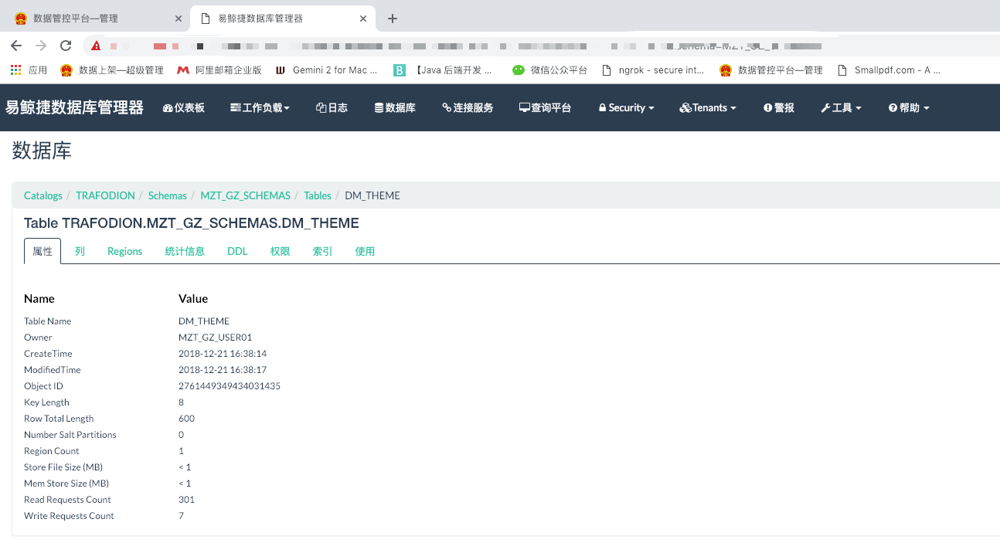 数据管控平台—管理
易鲸捷数据库管理器
应用
数据上架—超级管理
阿里邮箱企业版
Gemini 2 for Mac ...
【Java 后端开发 ...
微信公众平台
ngrok - secure int...
数据管控平台—管理
Smallpdf.com - A ...
易鲸捷数据库管理器
仪表板
工作负载
日志
数据库
连接服务
查询平台
Security
Tenants
警报
工具
帮助
数据库
Catalogs / TRAFODION / Schemas / MZT_GZ_SCHEMAS / Tables / DM_THEME
Table TRAFODION.MZT_GZ_SCHEMAS.DM_THEME
属性 列 Regions 统计信息 DDL 权限 索引 使用
Name Value
Table Name DM_THEME
Owner MZT_GZ_USER01
CreateTime 2018-12-21 16:38:14
ModifiedTime 2018-12-21 16:38:17
Object ID 2761449349434031435
Key Length 8
Row Total Length 600
Number Salt Partitions 0
Region Count 1
Store File Size (MB) < 1
Mem Store Size (MB) < 1
Read Requests Count 301
Write Requests Count 7